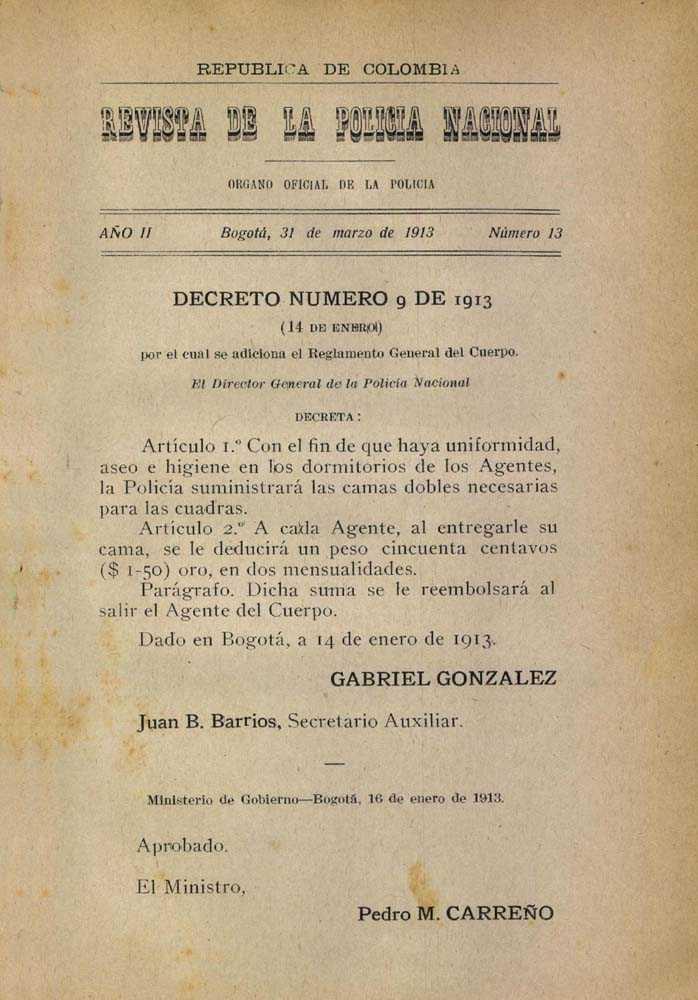 REPUBLICA DE COLOMBIA
REVISTA DE LA POLICIA NACIONAL
ORGANO OFICIAL DE LA POLICIA
AÑO II Bogotá, 31 de marzo de 1913 Número 13
DECRETO NUMERO 9 DE 1913
(14 DE ENERO)
por el cual se adiciona el Reglamento General del Cuerpo.
El Director General de la Policía Nacional
DECRETA:
Artículo 1.º Con el fin de que haya uniformidad,
aseo e higiene en los dormitorios de los Agentes,
la Policía suministrará las camas dobles necesarias
para las cuadras.
Artículo 2.º A cada Agente, al entregarle su
cama, se le deducirá un peso cincuenta centavos
($ 1-50) oro, en dos mensualidades.
Parágrafo. Dicha suma se le reembolsará al
salir el Agente del Cuerpo.
Dado en Bogotá, a 14 de enero de 1913.
GABRIEL GONZALEZ
Juan B. Barrios, Secretario Auxiliar.
Ministerio de Gobierno—Bogotá, 16 de enero de 1913.
Aprobado.
El Ministro,
Pedro M. CARREÑO